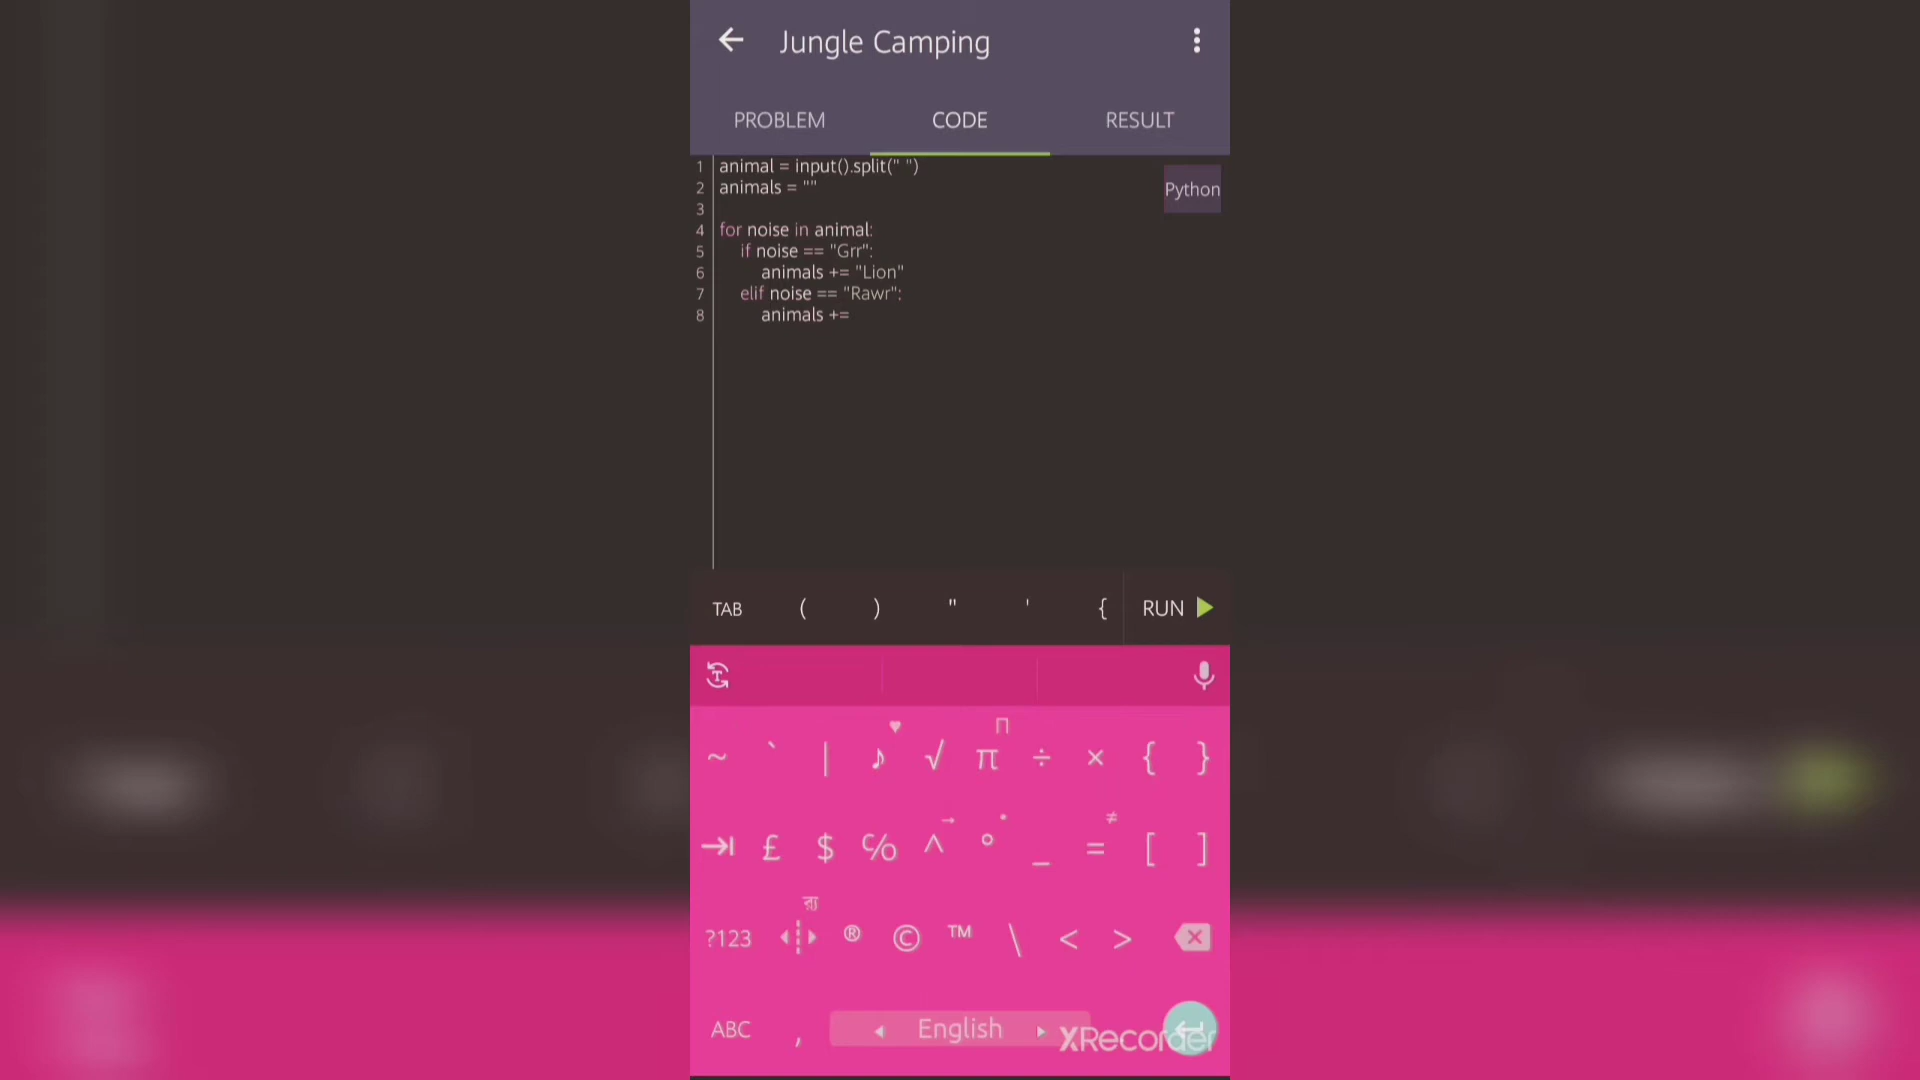 Jungle Camping
PROBLEM CODE RESULT
1 animal = input().split(" ")
Python
2 animals = ""
3
4 for noise in animal:
5 if noise == "Grr":
6 animals += "Lion"
7 elif noise == "Rawr":
8 animals +=
TAB ( ) " ' { RUN
♥ Π
~ ` | ♪ √ π ÷ × { }
→ • ≠
£ $ ℅ ^ ° _ = [ ]
র‍্য
?123 ® © ™ \ < >
ABC , English
XRecorder